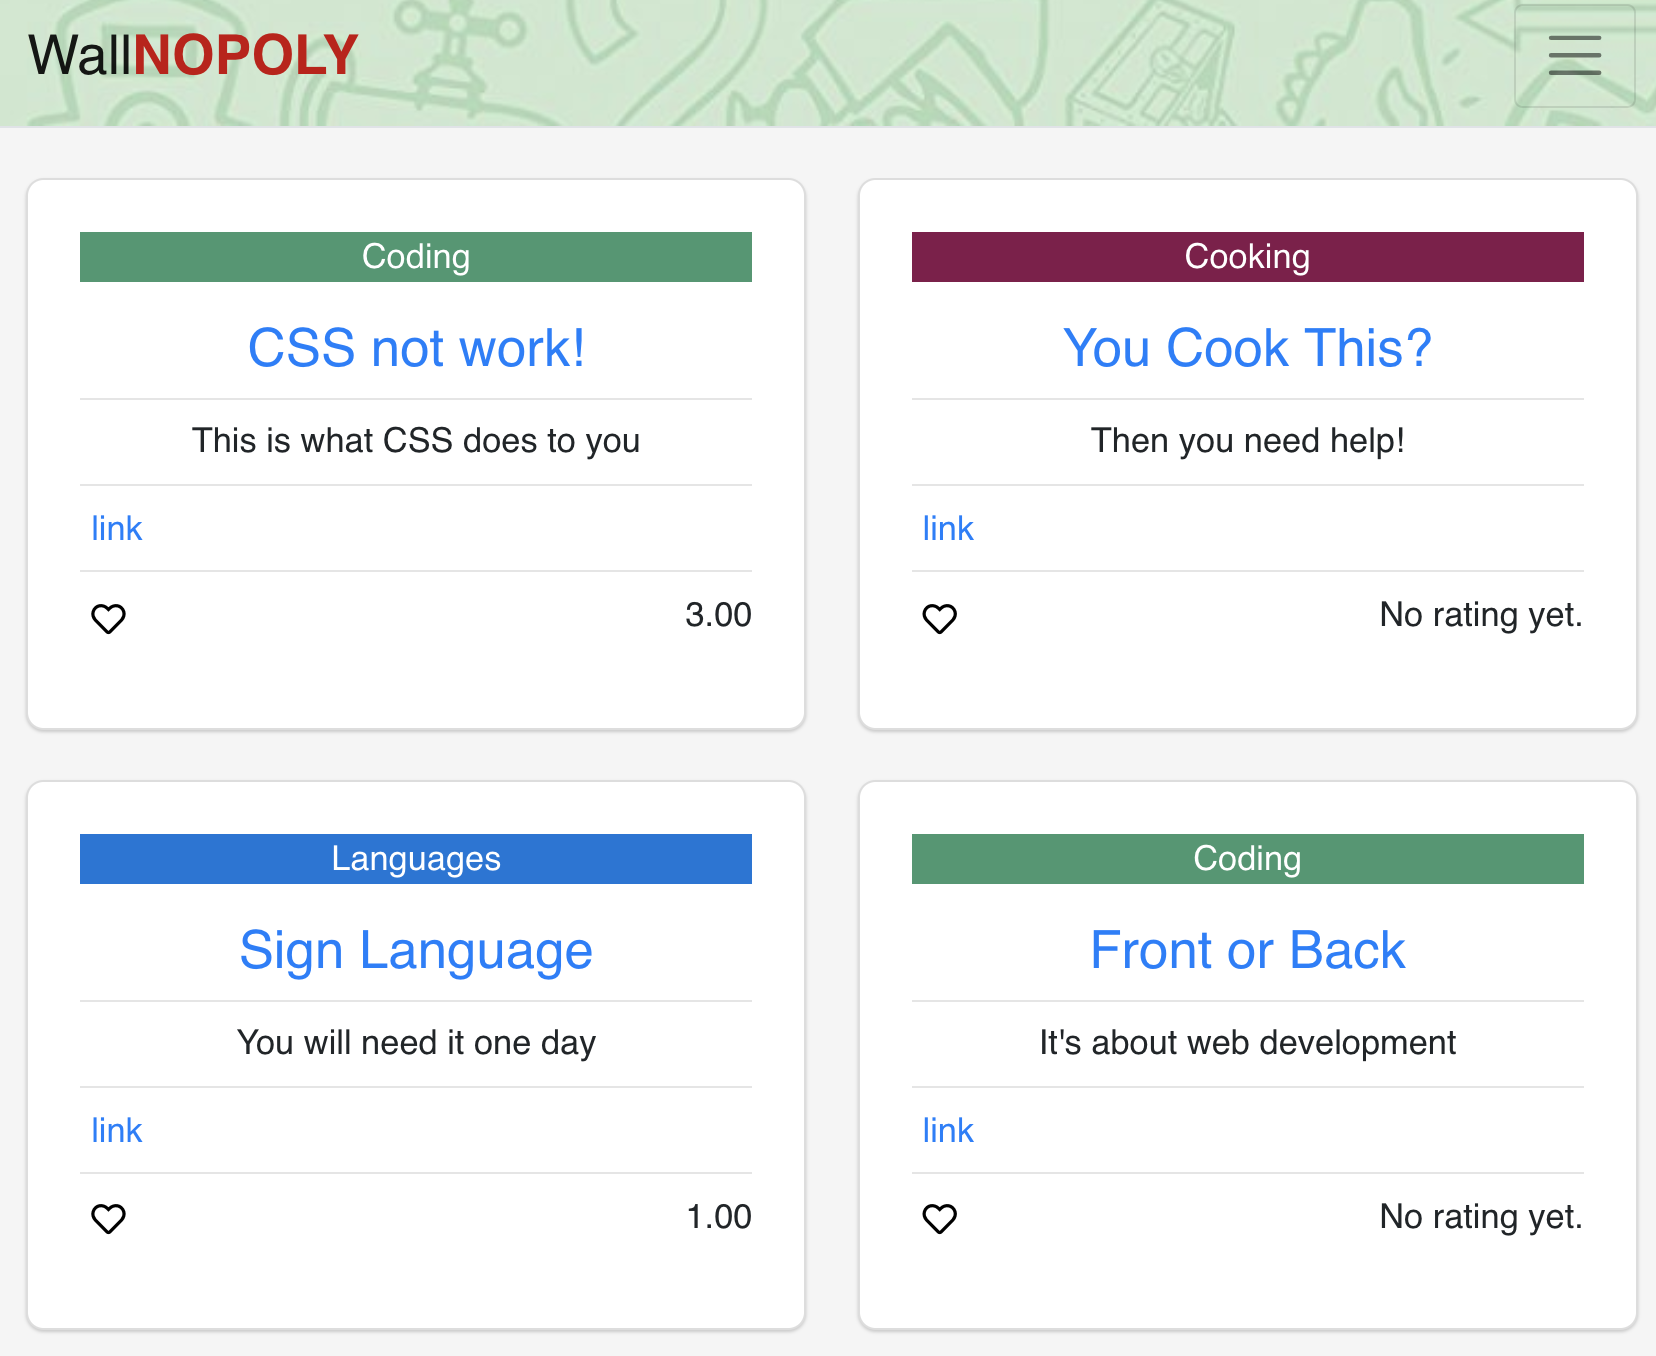 WallNOPOLY
Coding
CSS not work!
This is what CSS does to you
link
3.00
Cooking
You Cook This?
Then you need help!
link
No rating yet.
Languages
Sign Language
You will need it one day
link
1.00
Coding
Front or Back
It's about web development
link
No rating yet.